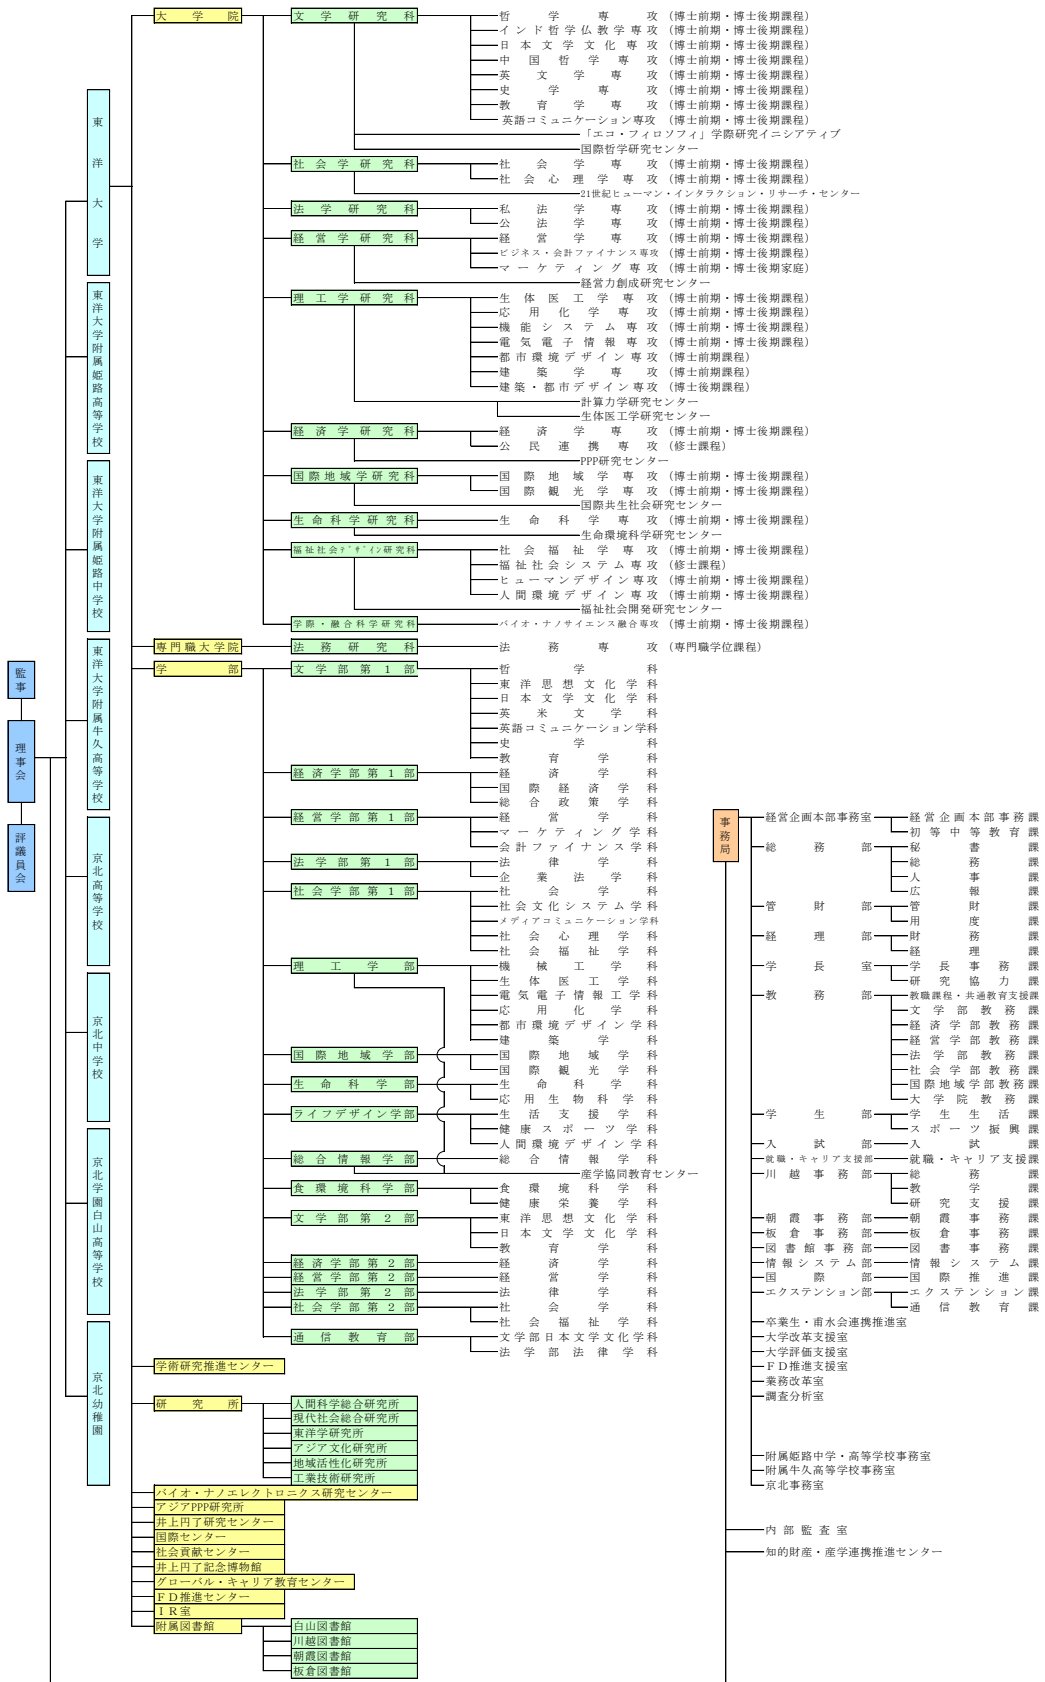 監事
理事会
評議員会
東洋大学
東洋大学附属姫路高等学校
東洋大学附属姫路中学校
東洋大学附属牛久高等学校
京北高等学校
京北中学校
京北学園白山高等学校
京北幼稚園
大学院
文学研究科
哲学専攻（博士前期・博士後期課程）
インド哲学仏教学専攻（博士前期・博士後期課程）
日本文学文化専攻（博士前期・博士後期課程）
中国哲学専攻（博士前期・博士後期課程）
英文学専攻（博士前期・博士後期課程）
史学専攻（博士前期・博士後期課程）
教育学専攻（博士前期・博士後期課程）
英語コミュニケーション専攻（博士前期・博士後期課程）
「エコ・フィロソフィ」学際研究イニシアティブ
国際哲学研究センター
社会学研究科
社会学専攻（博士前期・博士後期課程）
社会心理学専攻（博士前期・博士後期課程）
21世紀ヒューマン・インタラクション・リサーチ・センター
法学研究科
私法学専攻（博士前期・博士後期課程）
公法学専攻（博士前期・博士後期課程）
経営学研究科
経営学専攻（博士前期・博士後期課程）
ビジネス・会計ファイナンス専攻（博士前期・博士後期課程）
マーケティング専攻（博士前期・博士後期家庭）
経営力創成研究センター
理工学研究科
生体医工学専攻（博士前期・博士後期課程）
応用化学専攻（博士前期・博士後期課程）
機能システム専攻（博士前期・博士後期課程）
電気電子情報専攻（博士前期・博士後期課程）
都市環境デザイン専攻（博士前期課程）
建築学専攻（博士前期課程）
建築・都市デザイン専攻（博士後期課程）
計算力学研究センター
生体医工学研究センター
経済学研究科
経済学専攻（博士前期・博士後期課程）
公民連携専攻（修士課程）
PPP研究センター
国際地域学研究科
国際地域学専攻（博士前期・博士後期課程）
国際観光学専攻（博士前期・博士後期課程）
国際共生社会研究センター
生命科学研究科
生命科学専攻（博士前期・博士後期課程）
生命環境科学研究センター
福祉社会ﾃﾞｻﾞｲﾝ研究科
社会福祉学専攻（博士前期・博士後期課程）
福祉社会システム専攻（修士課程）
ヒューマンデザイン専攻（博士前期・博士後期課程）
人間環境デザイン専攻（博士前期・博士後期課程）
福祉社会開発研究センター
学際・融合科学研究科
バイオ・ナノサイエンス融合専攻（博士前期・博士後期課程）
専門職大学院
法務研究科
法務専攻（専門職学位課程）
学部
文学部第１部
哲学科
東洋思想文化学科
日本文学文化学科
英米文学科
英語コミュニケーション学科
史学科
教育学科
経済学部第１部
経済学科
国際経済学科
総合政策学科
経営学部第１部
経営学科
マーケティング学科
会計ファイナンス学科
法学部第１部
法律学科
企業法学科
社会学部第１部
社会学科
社会文化システム学科
メディアコミュニケーション学科
社会心理学科
社会福祉学科
理工学部
機械工学科
生体医工学科
電気電子情報工学科
応用化学科
都市環境デザイン学科
建築学科
国際地域学部
国際地域学科
国際観光学科
生命科学部
生命科学科
応用生物科学科
ライフデザイン学部
生活支援学科
健康スポーツ学科
人間環境デザイン学科
総合情報学部
総合情報学科
産学協同教育センター
食環境科学部
食環境科学科
健康栄養学科
文学部第２部
東洋思想文化学科
日本文学文化学科
教育学科
経済学部第２部
経済学科
経営学部第２部
経営学科
法学部第２部
法律学科
社会学部第２部
社会学科
社会福祉学科
通信教育部
文学部日本文学文化学科
法学部法律学科
学術研究推進センター
研究所
人間科学総合研究所
現代社会総合研究所
東洋学研究所
アジア文化研究所
地域活性化研究所
工業技術研究所
バイオ・ナノエレクトロニクス研究センター
アジアPPP研究所
井上円了研究センター
国際センター
社会貢献センター
井上円了記念博物館
グローバル・キャリア教育センター
ＦＤ推進センター
ＩＲ室
附属図書館
白山図書館
川越図書館
朝霞図書館
板倉図書館
事務局
経営企画本部事務室
経営企画本部事務課
初等中等教育課
総務部
秘書課
総務課
人事課
広報課
管財部
管財課
用度課
経理部
財務課
経理課
学長室
学長事務課
研究協力課
教務部
教職課程・共通教育支援課
文学部教務課
経済学部教務課
経営学部教務課
法学部教務課
社会学部教務課
国際地域学部教務課
大学院教務課
学生部
学生生活課
スポーツ振興課
入試部
入試課
就職・キャリア支援部
就職・キャリア支援課
川越事務部
総務課
教学課
研究支援課
朝霞事務部
朝霞事務課
板倉事務部
板倉事務課
図書館事務部
図書事務課
情報システム部
情報システム課
国際部
国際推進課
エクステンション部
エクステンション課
通信教育課
卒業生・甫水会連携推進室
大学改革支援室
大学評価支援室
ＦＤ推進支援室
業務改革室
調査分析室
附属姫路中学・高等学校事務室
附属牛久高等学校事務室
京北事務室
内部監査室
知的財産・産学連携推進センター